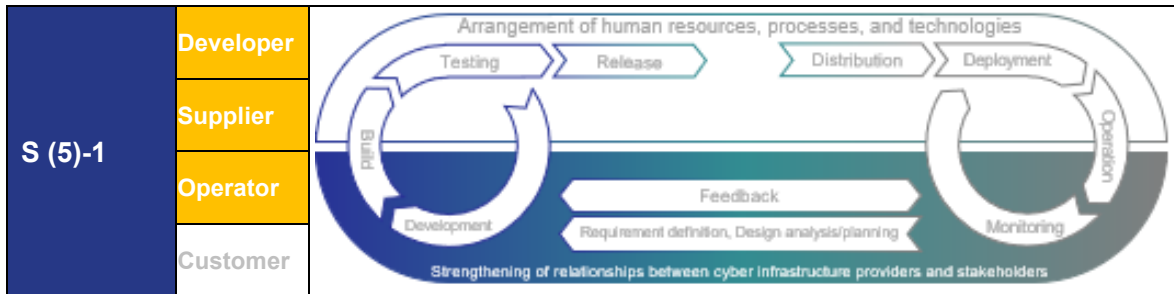 S (5)-1
Developer
Supplier
Operator
Customer
Arrangement of human resources, processes, and technologies
Testing
Release
Distribution
Deployment
Build
Operation
Feedback
Development
Requirement definition, Design analysis/planning
Monitoring
Strengthening of relationships between cyber infrastructure providers and stakeholders